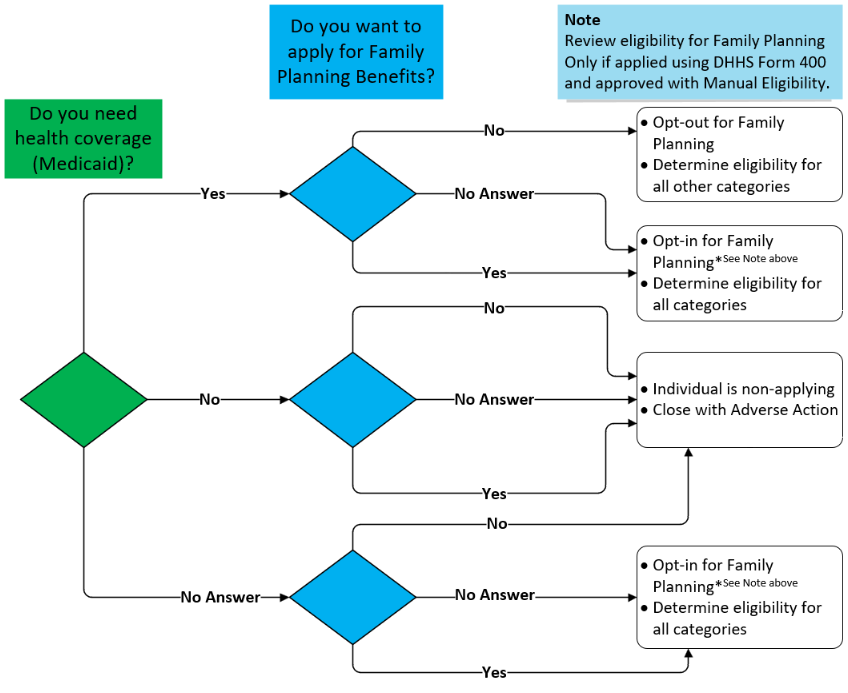 Do you want to
apply for Family
Planning Benefits?
Note
Review eligibility for Family Planning
Only if applied using DHHS Form 400
and approved with Manual Eligibility.
Do you need
health coverage
(Medicaid)?
No
• Opt-out for Family
Planning
• Determine eligibility for
all other categories
Yes
No Answer
• Opt-in for Family
Planning*See Note above
• Determine eligibility for
all categories
Yes
No
No
No Answer
• Individual is non-applying
• Close with Adverse Action
Yes
No
No Answer
No Answer
• Opt-in for Family
Planning*See Note above
• Determine eligibility for
all categories
Yes